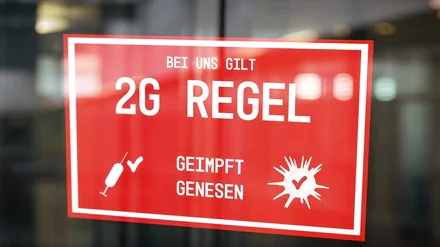 BEI UNS GILT
2G REGEL
GEIMPFT
GENESEN